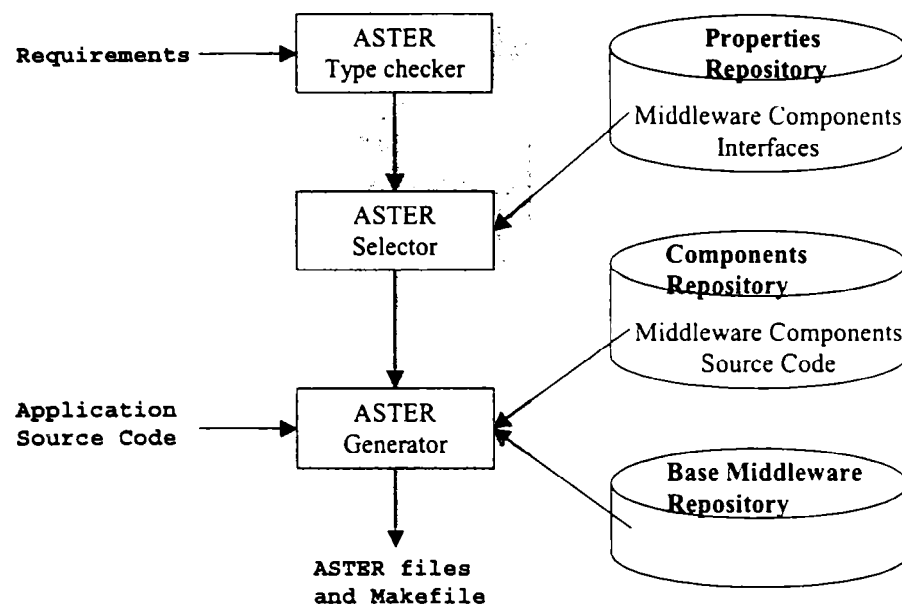 Requirements
ASTER
Type checker
Properties
Repository
Middleware Components
Interfaces
ASTER
Selector
Components
Repository
Middleware Components
Source Code
Application
Source Code
ASTER
Generator
Base Middleware
Repository
ASTER files
and Makefile